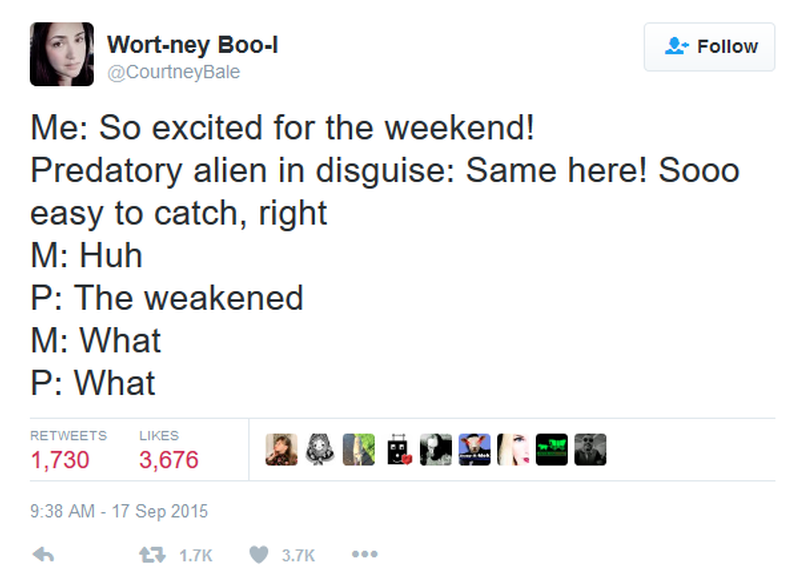 Wort-ney Boo-l
@CourtneyBale
Follow
Me: So excited for the weekend!
Predatory alien in disguise: Same here! Sooo
easy to catch, right
M: Huh
P: The weakened
M: What
P: What
RETWEETS LIKES
1,730 3,676
9:38 AM - 17 Sep 2015
1.7K 3.7K